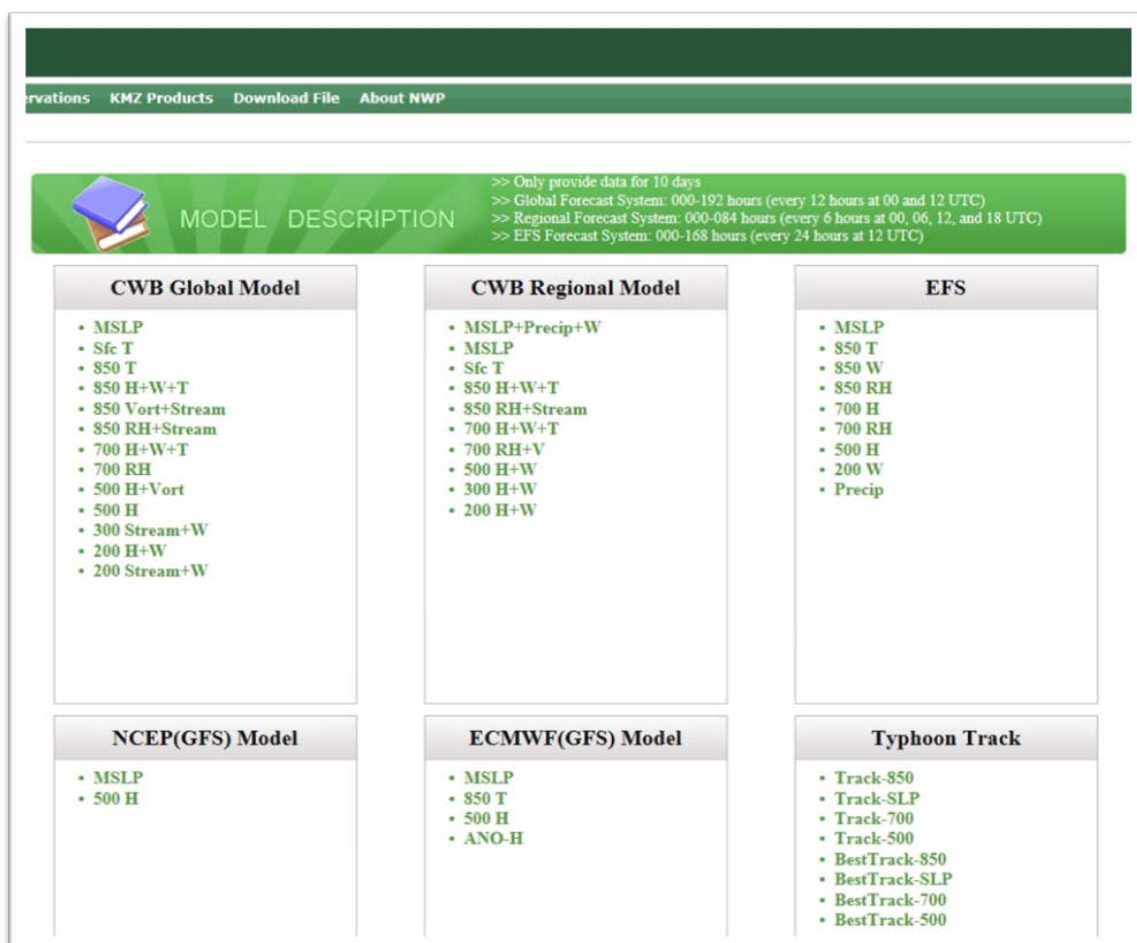 rvations KMZ Products Download File About NWP
MODEL DESCRIPTION
>> Only provide data for 10 days
>> Global Forecast System: 000-192 hours (every 12 hours at 00 and 12 UTC)
>> Regional Forecast System: 000-084 hours (every 6 hours at 00, 06, 12, and 18 UTC)
>> EFS Forecast System: 000-168 hours (every 24 hours at 12 UTC)
CWB Global Model
• MSLP
• Sfc T
• 850 T
• 850 H+W+T
• 850 Vort+Stream
• 850 RH+Stream
• 700 H+W+T
• 700 RH
• 500 H+Vort
• 500 H
• 300 Stream+W
• 200 H+W
• 200 Stream+W
CWB Regional Model
• MSLP+Precip+W
• MSLP
• Sfc T
• 850 H+W+T
• 850 RH+Stream
• 700 H+W+T
• 700 RH+V
• 500 H+W
• 300 H+W
• 200 H+W
EFS
• MSLP
• 850 T
• 850 W
• 850 RH
• 700 H
• 700 RH
• 500 H
• 200 W
• Precip
NCEP(GFS) Model
• MSLP
• 500 H
ECMWF(GFS) Model
• MSLP
• 850 T
• 500 H
• ANO-H
Typhoon Track
• Track-850
• Track-SLP
• Track-700
• Track-500
• BestTrack-850
• BestTrack-SLP
• BestTrack-700
• BestTrack-500